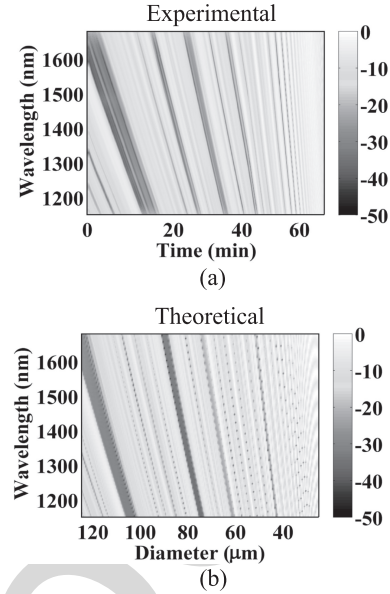 Experimental
0
-10
-20
-30
-40
-50
1600
1500
1400
1300
1200
Wavelength (nm)
0 20 40 60
Time (min)
(a)
Theoretical
0
-10
-20
-30
-40
-50
1600
1500
1400
1300
1200
Wavelength (nm)
120 100 80 60 40
Diameter (μm)
(b)